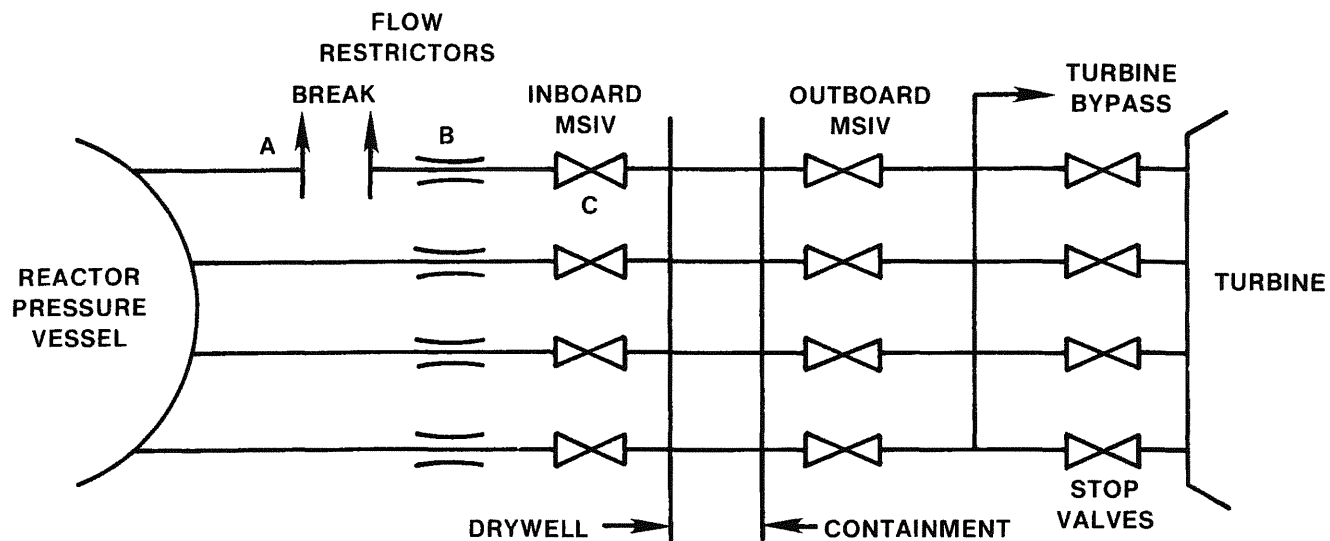 FLOW
RESTRICTORS
BREAK
INBOARD
MSIV
OUTBOARD
MSIV
TURBINE
BYPASS
A
B
C
REACTOR
PRESSURE
VESSEL
TURBINE
STOP
VALVES
DRYWELL
CONTAINMENT